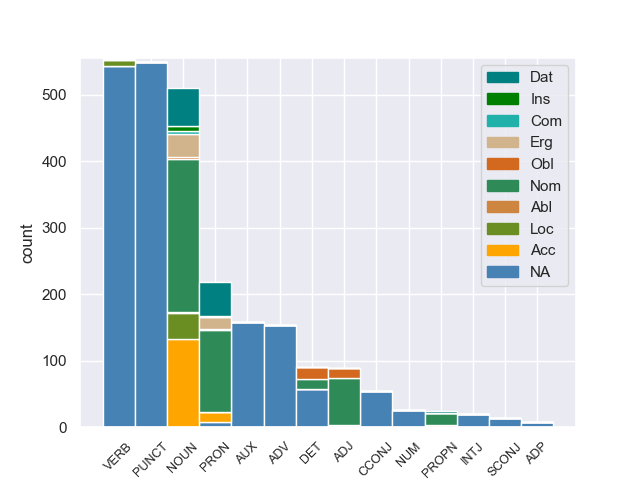 500
400
300
200
100
0
count
VERB
PUNCT
NOUN
PRON
AUX
ADV
DET
ADJ
CCONJ
NUM
PROPN
INTJ
SCONJ
ADP
Dat
Ins
Com
Erg
Obl
Nom
Abl
Loc
Acc
NA